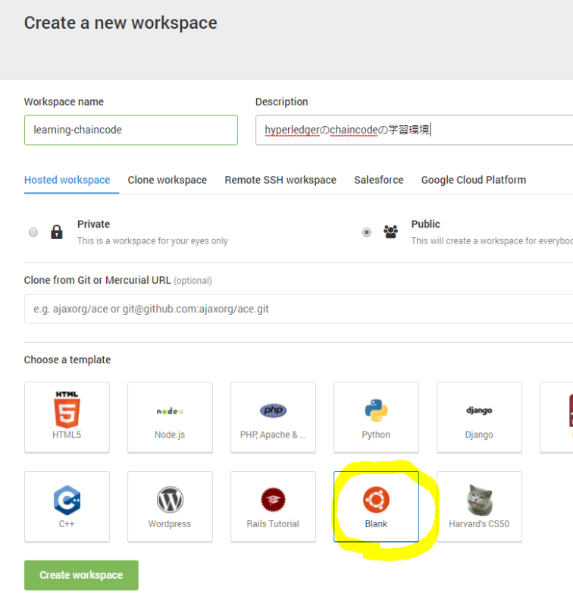 Create a new workspace
Workspace name
Description
learning-chaincode
hyperledgerのchaincodeの学習環境
Hosted workspace Clone workspace Remote SSH workspace Salesforce Google Cloud Platform
Private
This is a workspace for your eyes only
Public
This will create a workspace for everybod
Clone from Git or Mercurial URL (optional)
e.g. ajaxorg/ace or git@github.com:ajaxorg/ace.git
Choose a template
HTML
5
HTML5
node
Node.js
php
PHP, Apache & ...
Python
django
Django
C++
Wordpress
Rails Tutorial
Blank
Harvard's CS50
Create workspace